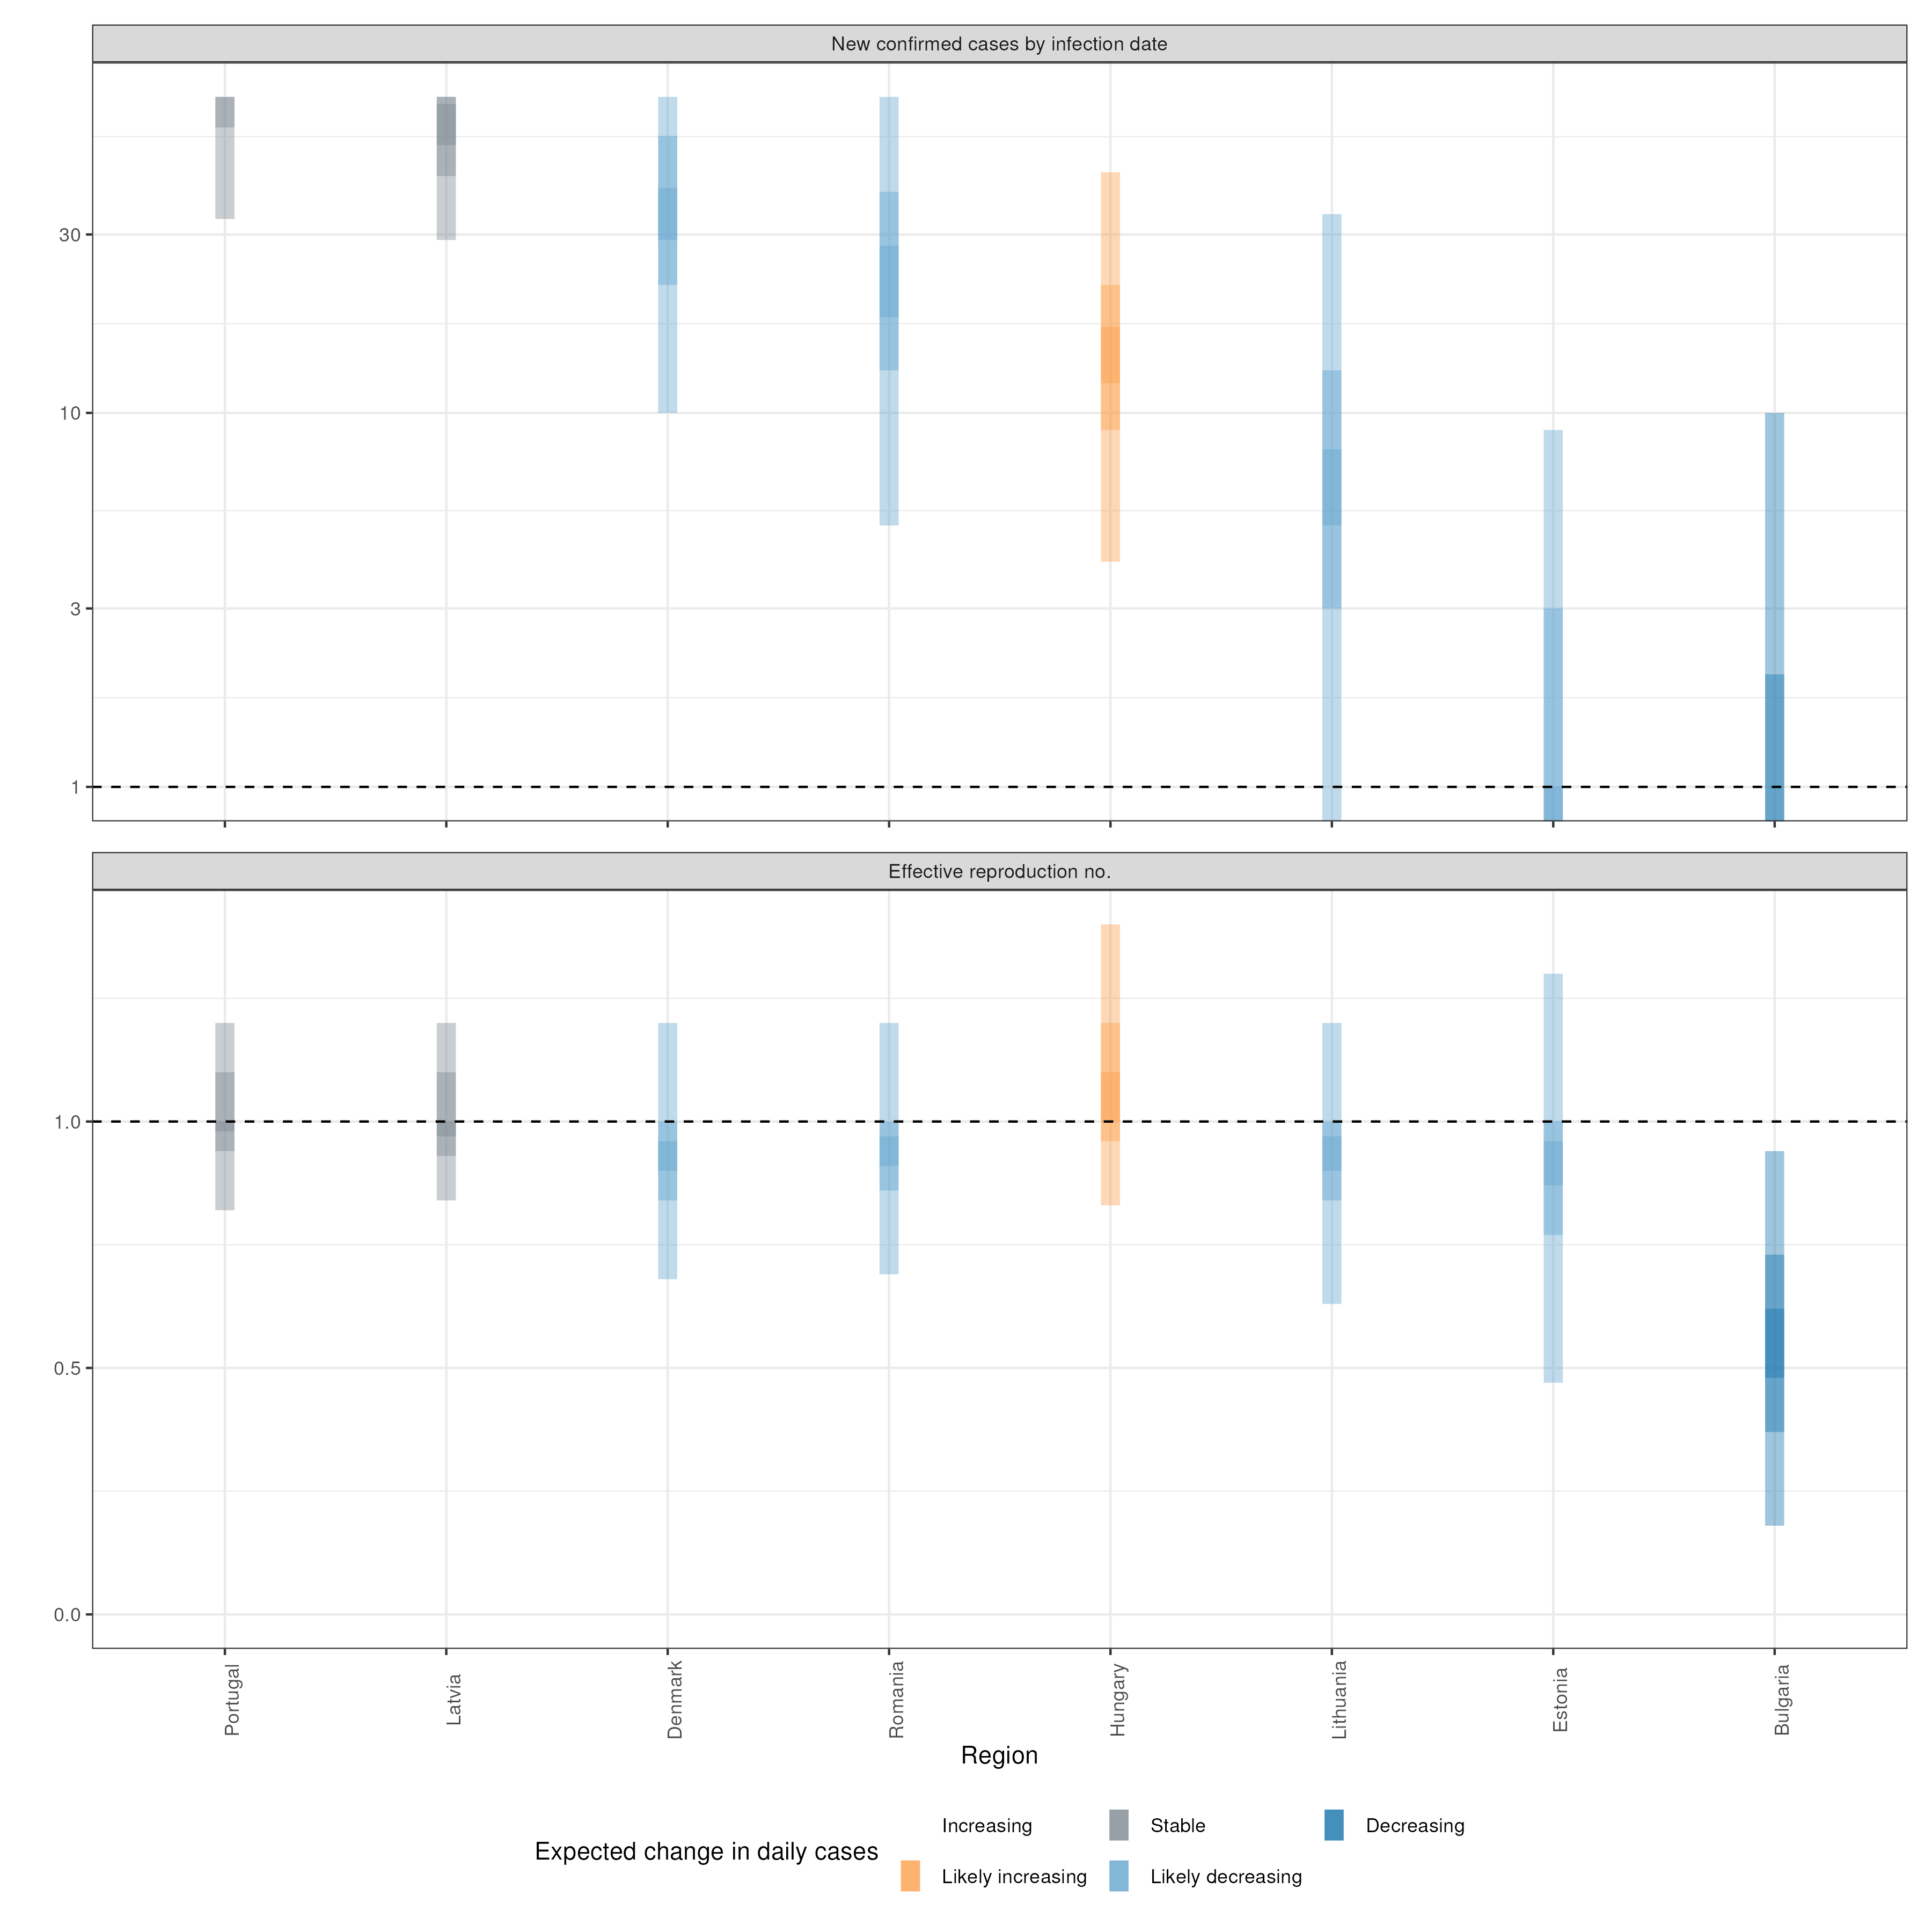 New confirmed cases by infection date
30
10
3
1
Effective reproduction no.
1.0
0.5
0.0
Portugal
Latvia
Denmark
Romania
Hungary
Lithuania
Estonia
Bulgaria
Region
Expected change in daily cases
Increasing
Stable
Decreasing
Likely increasing
Likely decreasing